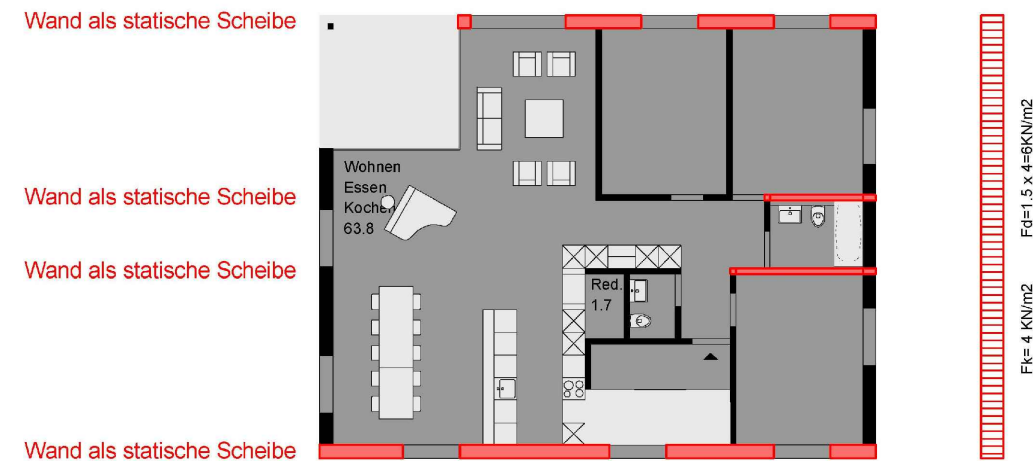 Wand als statische Scheibe
Wand als statische Scheibe
Wand als statische Scheibe
Wand als statische Scheibe
Wohnen
Essen
Kochen
63.8
Red.
1.7
Fd=1.5 x 4=6KN/m2
Fk= 4 KN/m2